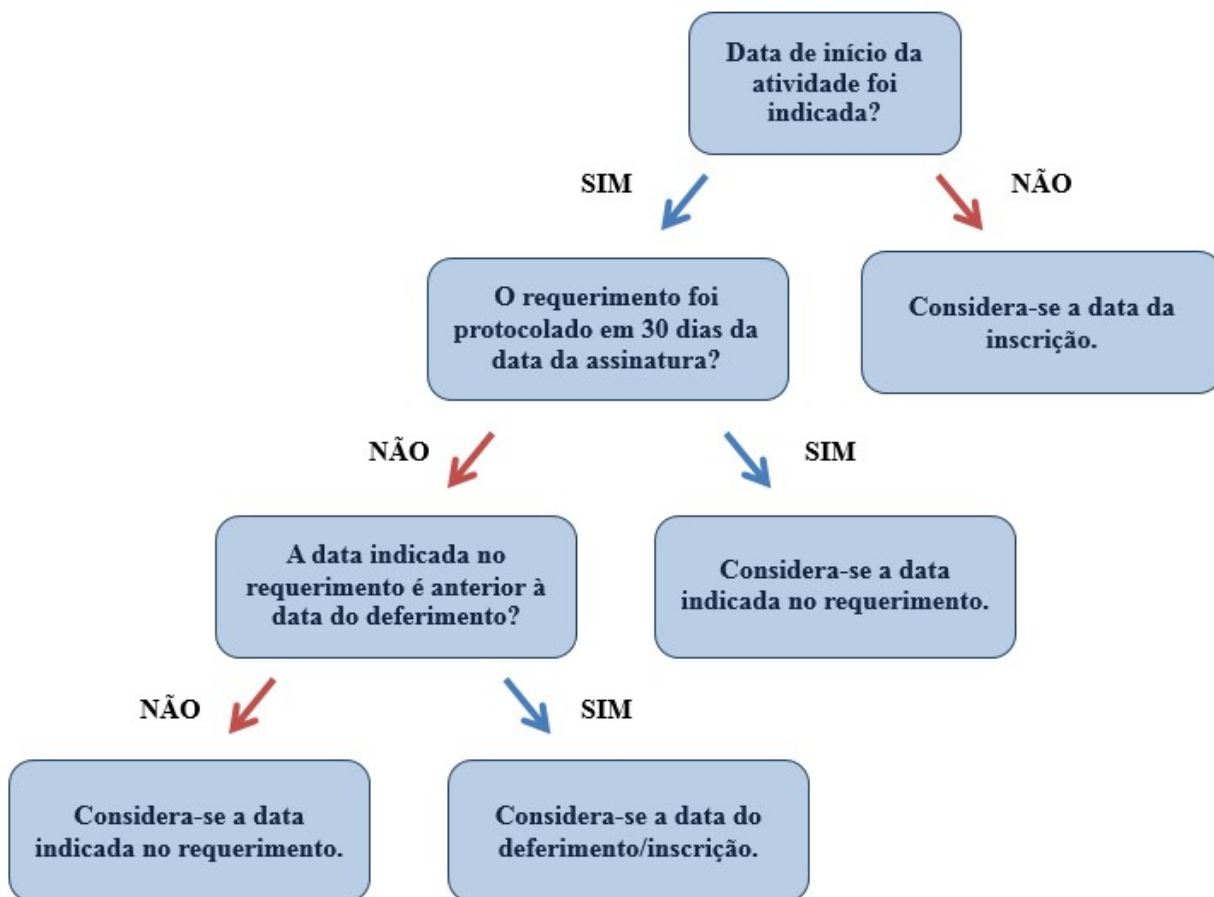 Data de início da
atividade foi
indicada?
SIM
NÃO
O requerimento foi
protocolado em 30 dias da
data da assinatura?
Considera-se a data da
inscrição.
NÃO
SIM
A data indicada no
requerimento é anterior à
data do deferimento?
Considera-se a data
indicada no requerimento.
NÃO
SIM
Considera-se a data
indicada no requerimento.
Considera-se a data do
deferimento/inscrição.